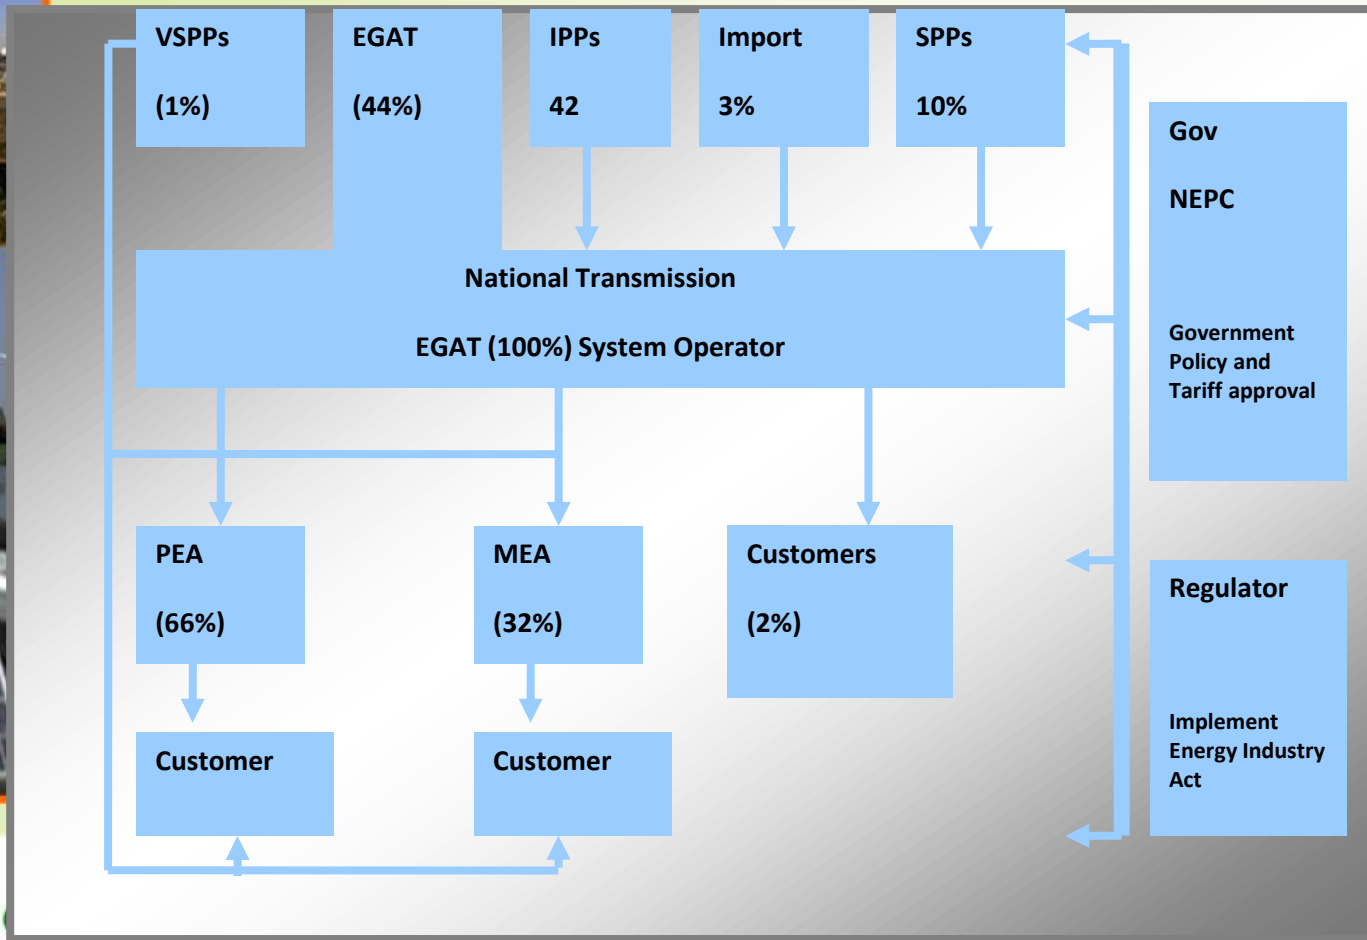 VSPPs
(1%)
EGAT
(44%)
IPPs
42
Import
3%
SPPs
10%
Gov
NEPC
Government
Policy and
Tariff approval
National Transmission
EGAT (100%) System Operator
PEA
(66%)
MEA
(32%)
Customers
(2%)
Regulator
Implement
Energy Industry
Act
Customer
Customer